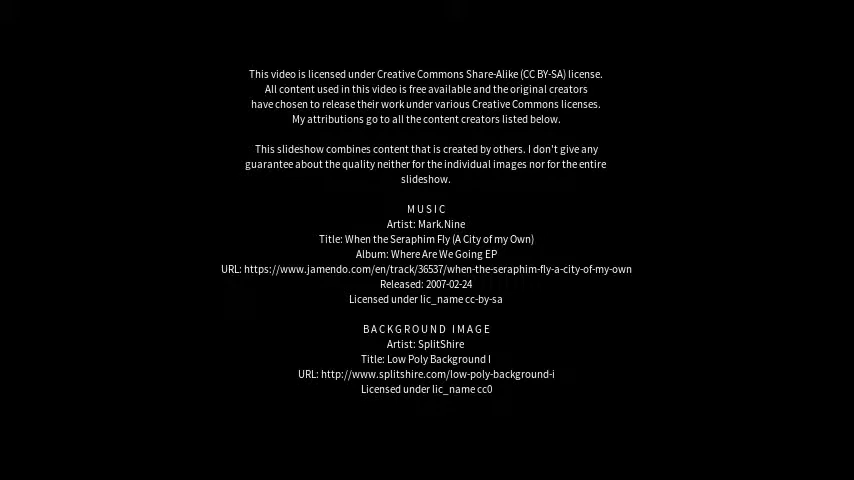 This video is licensed under Creative Commons Share-Alike (CC BY-SA) license.
All content used in this video is free available and the original creators
have chosen to release their work under various Creative Commons licenses.
My attributions go to all the content creators listed below.
This slideshow combines content that is created by others. I don't give any
guarantee about the quality neither for the individual images nor for the entire
slideshow.
MUSIC
Artist: Mark.Nine
Title: When the Seraphim Fly (A City of my Own)
Album: Where Are We Going EP
URL: https://www.jamendo.com/en/track/36537/when-the-seraphim-fly-a-city-of-my-own
Released: 2007-02-24
Licensed under lic_name cc-by-sa
BACKGROUND IMAGE
Artist: SplitShire
Title: Low Poly Background I
URL: http://www.splitshire.com/low-poly-background-i
Licensed under lic_name cc0